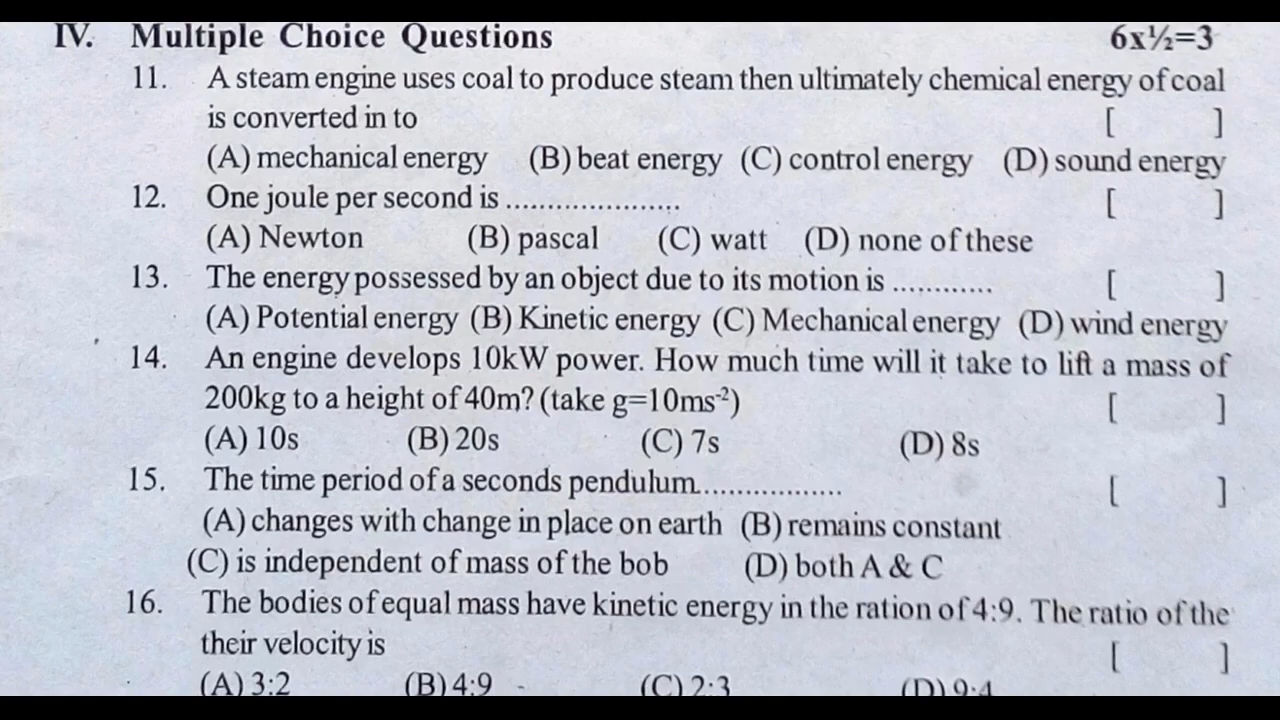 IV. Multiple Choice Questions 6x½=3
11. A steam engine uses coal to produce steam then ultimately chemical energy of coal
is converted in to [ ]
(A) mechanical energy (B) beat energy (C) control energy (D) sound energy
12. One joule per second is ..................... [ ]
(A) Newton (B) pascal (C) watt (D) none of these
13. The energy possessed by an object due to its motion is ............ [ ]
(A) Potential energy (B) Kinetic energy (C) Mechanical energy (D) wind energy
14. An engine develops 10kW power. How much time will it take to lift a mass of
200kg to a height of 40m? (take g=10ms⁻²) [ ]
(A) 10s (B) 20s (C) 7s (D) 8s
15. The time period of a seconds pendulum.................. [ ]
(A) changes with change in place on earth (B) remains constant
(C) is independent of mass of the bob (D) both A & C
16. The bodies of equal mass have kinetic energy in the ration of 4:9. The ratio of the
their velocity is [ ]
(A) 3:2 (B) 4:9 (C) 2:3 (D) 9:4